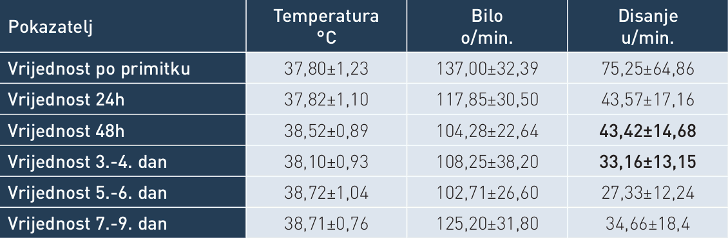 Pokazatelj Temperatura °C Bilo o/min. Disanje u/min.
Vrijednost po primitku 37,80±1,23 137,00±32,39 75,25±64,86
Vrijednost 24h 37,82±1,10 117,85±30,50 43,57±17,16
Vrijednost 48h 38,52±0,89 104,28±22,64 43,42±14,68
Vrijednost 3.-4. dan 38,10±0,93 108,25±38,20 33,16±13,15
Vrijednost 5.-6. dan 38,72±1,04 102,71±26,60 27,33±12,24
Vrijednost 7.-9. dan 38,71±0,76 125,20±31,80 34,66±18,4